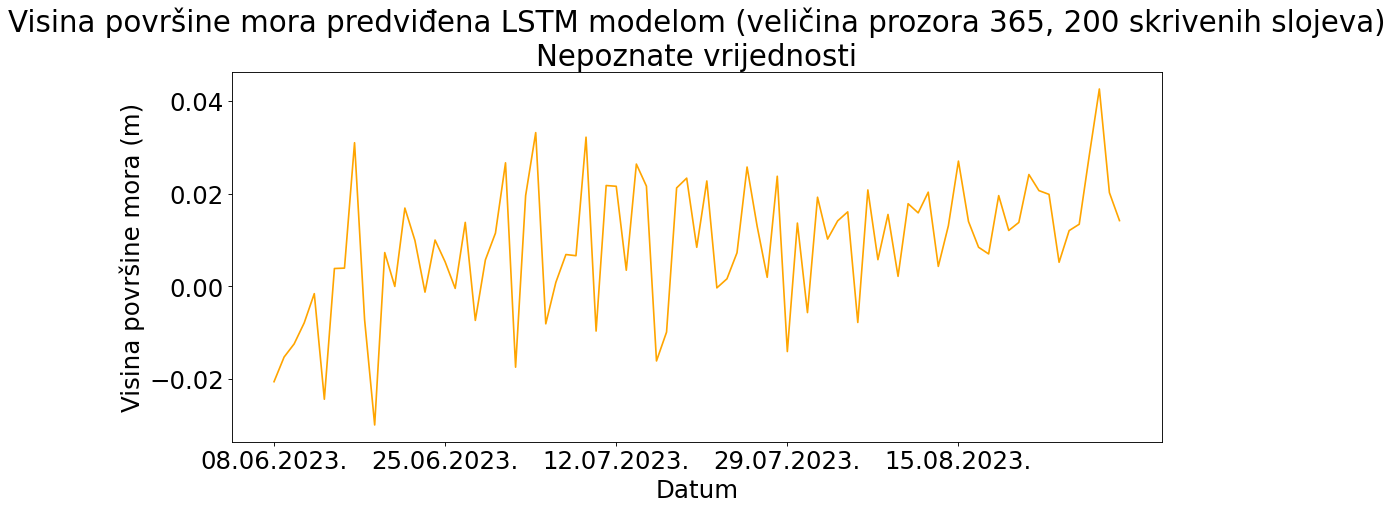 Visina površine mora predviđena LSTM modelom (veličina prozora 365, 200 skrivenih slojeva)
Nepoznate vrijednosti
Visina površine mora (m)
0.04
0.02
0.00
−0.02
08.06.2023. 25.06.2023. 12.07.2023. 29.07.2023. 15.08.2023.
Datum